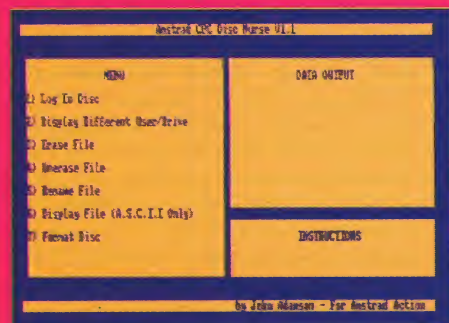 Amstrad CPC Disc Nurse V1.1
MENU
1) Log In Disc
2) Display Different User/Drive
3) Erase File
4) Unerase File
5) Rename File
6) Display File (A.S.C.I.I Only)
7) Format Disc
DATA OUTPUT
INSTRUCTIONS
by John Adamson - For Amstrad Action